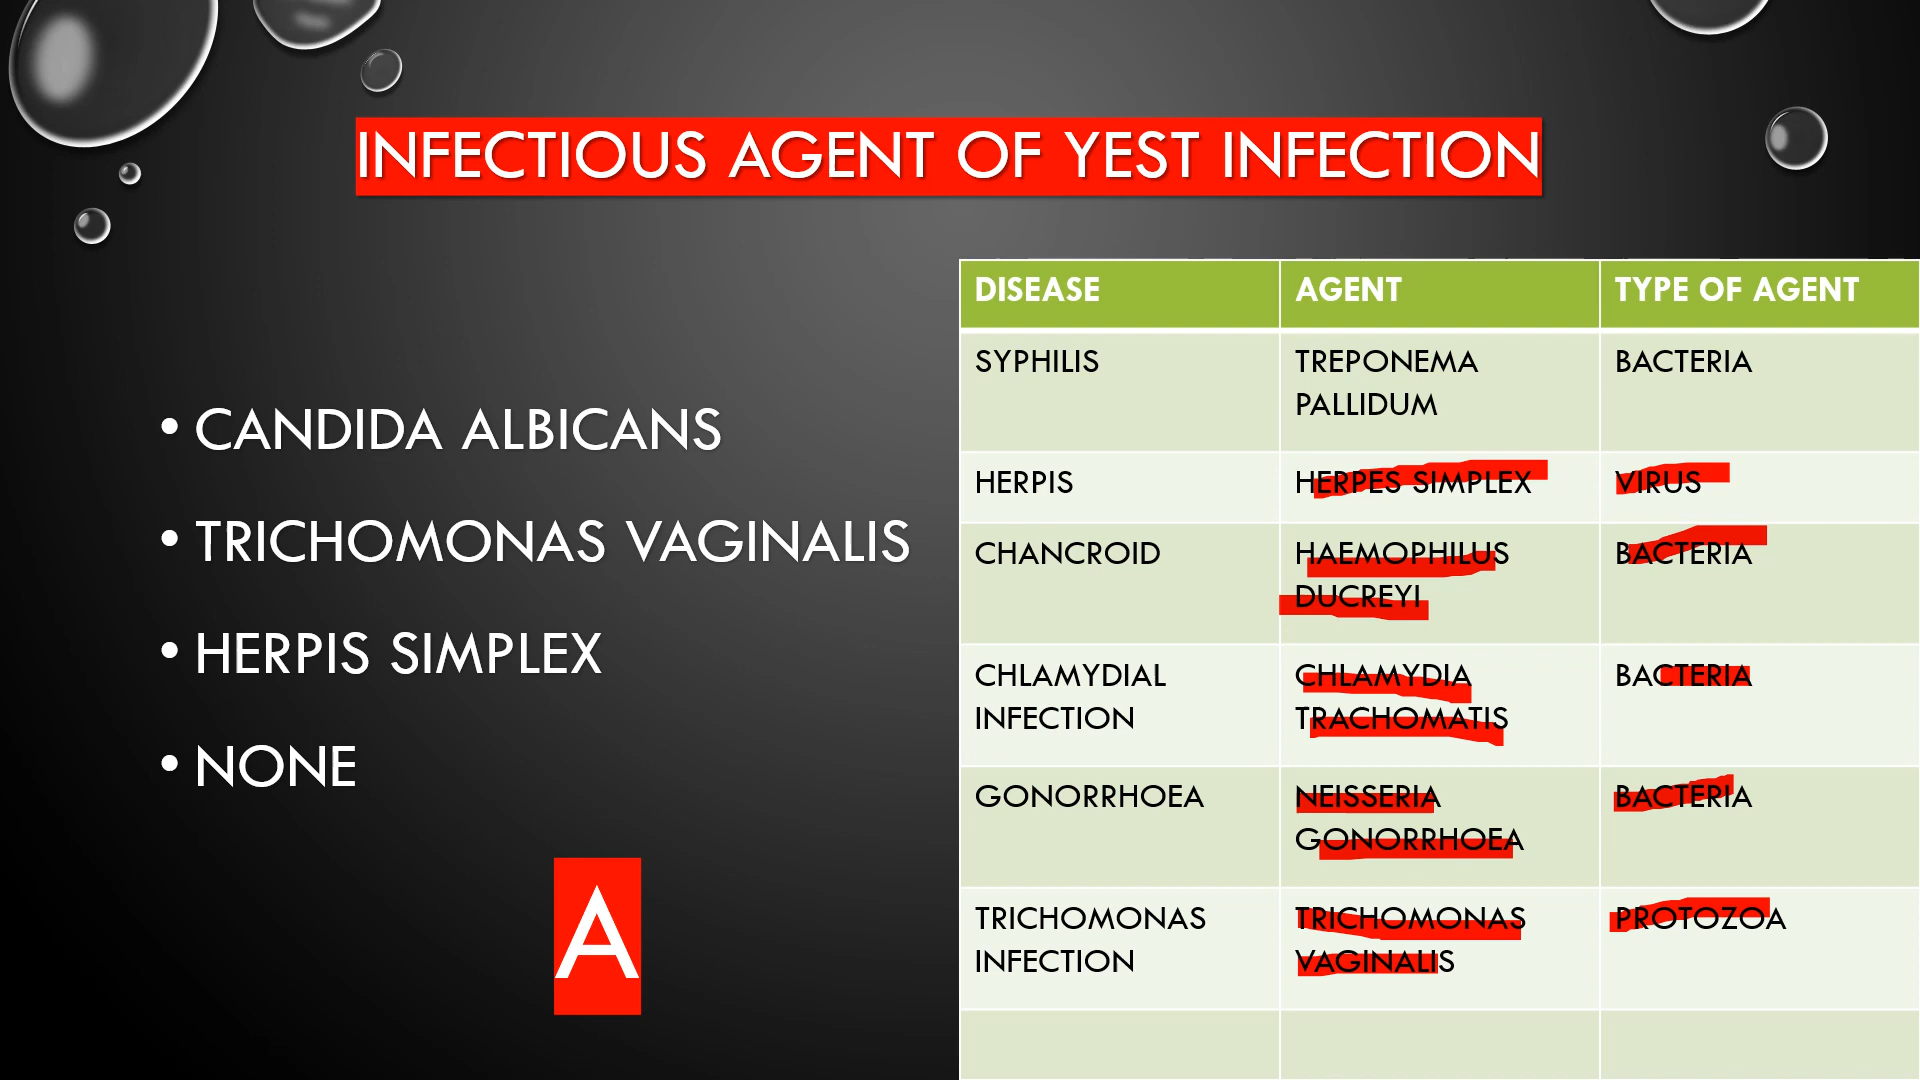 INFECTIOUS AGENT OF YEST INFECTION
• CANDIDA ALBICANS
• TRICHOMONAS VAGINALIS
• HERPIS SIMPLEX
• NONE
A
DISEASE AGENT TYPE OF AGENT
SYPHILIS TREPONEMA BACTERIA
PALLIDUM
HERPIS HERPES SIMPLEX VIRUS
CHANCROID HAEMOPHILUS BACTERIA
DUCREYI
CHLAMYDIAL CHLAMYDIA BACTERIA
INFECTION TRACHOMATIS
GONORRHOEA NEISSERIA BACTERIA
GONORRHOEA
TRICHOMONAS TRICHOMONAS PROTOZOA
INFECTION VAGINALIS